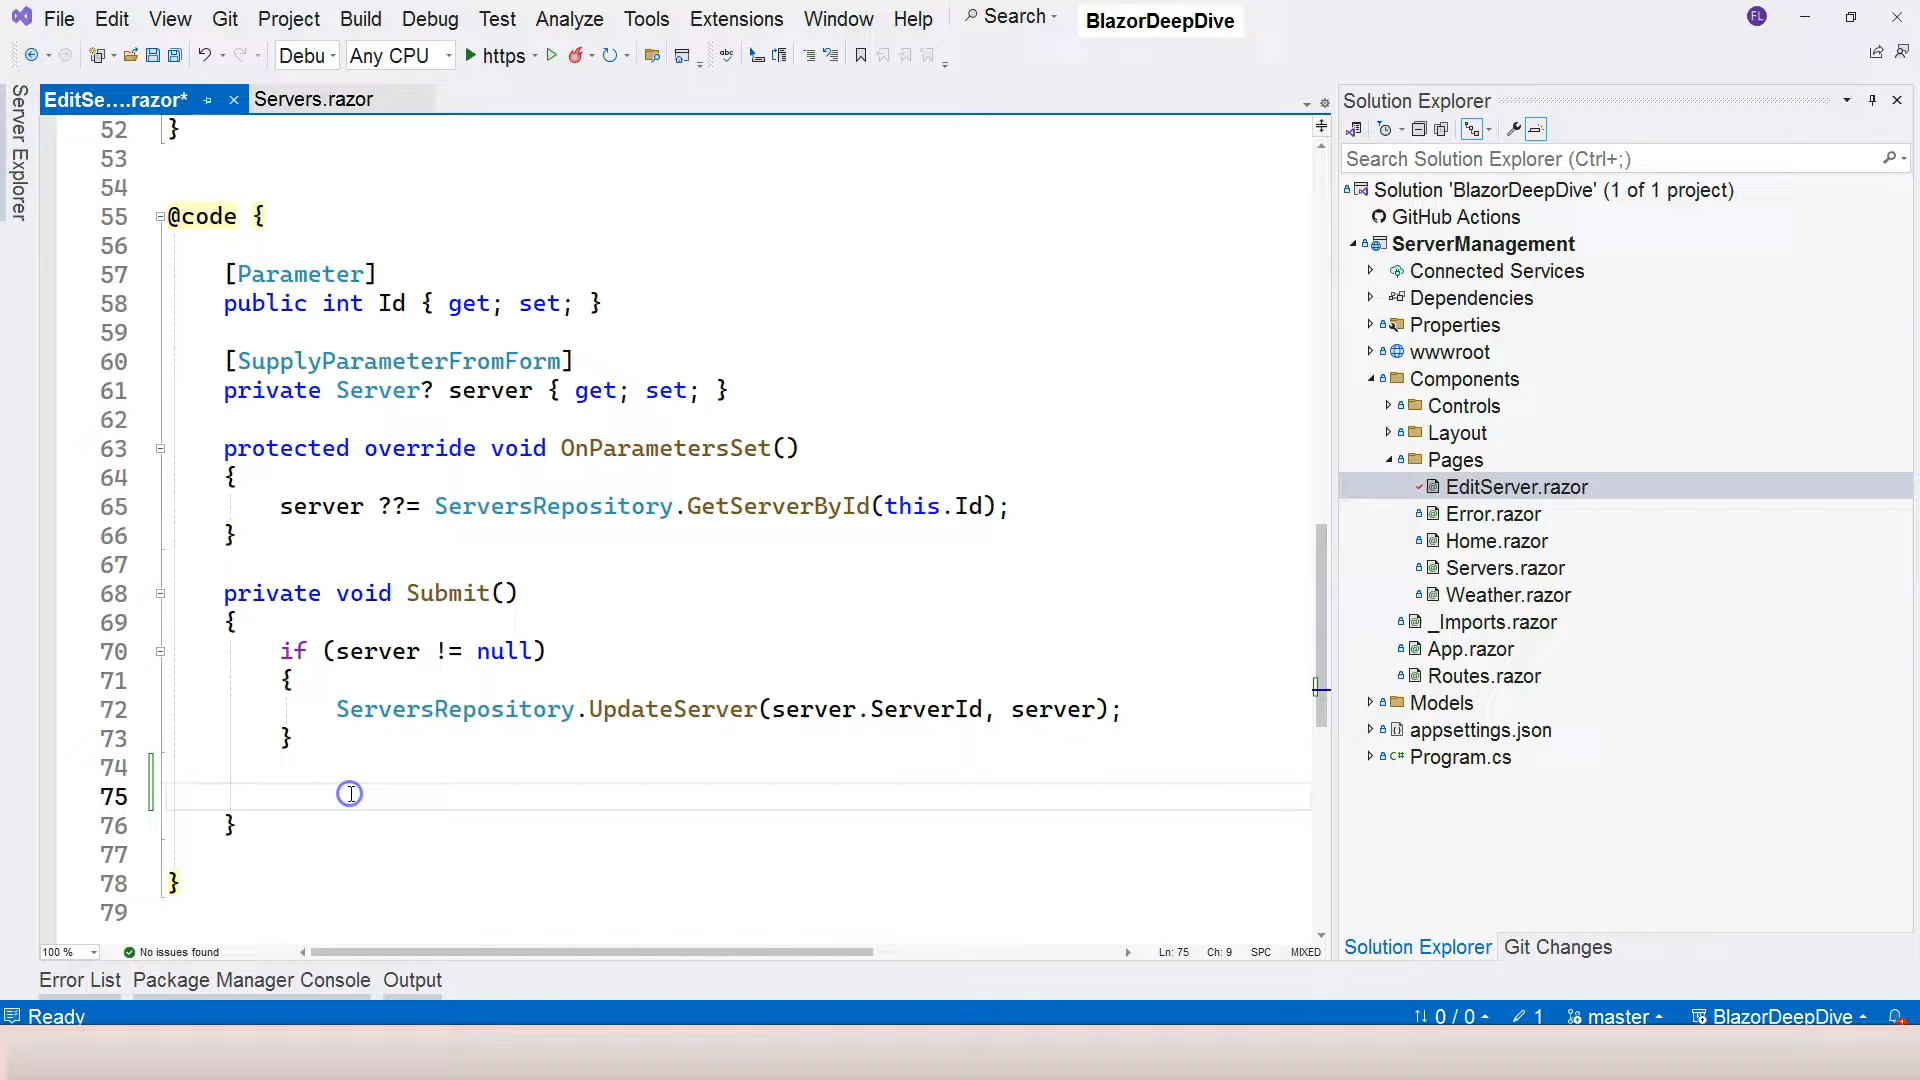 File Edit View Git Project Build Debug Test Analyze Tools Extensions Window Help Search BlazorDeepDive FL
Debu Any CPU https
Server Explorer
EditSe....razor* Servers.razor
52 }
53
54
55 @code {
56
57 [Parameter]
58 public int Id { get; set; }
59
60 [SupplyParameterFromForm]
61 private Server? server { get; set; }
62
63 protected override void OnParametersSet()
64 {
65 server ??= ServersRepository.GetServerById(this.Id);
66 }
67
68 private void Submit()
69 {
70 if (server != null)
71 {
72 ServersRepository.UpdateServer(server.ServerId, server);
73 }
74
75
76 }
77
78 }
79
100 % No issues found Ln: 75 Ch: 9 SPC MIXED
Solution Explorer
Search Solution Explorer (Ctrl+;)
Solution 'BlazorDeepDive' (1 of 1 project)
GitHub Actions
ServerManagement
Connected Services
Dependencies
Properties
wwwroot
Components
Controls
Layout
Pages
EditServer.razor
Error.razor
Home.razor
Servers.razor
Weather.razor
_Imports.razor
App.razor
Routes.razor
Models
appsettings.json
C# Program.cs
Solution Explorer Git Changes
Error List Package Manager Console Output
Ready 0 / 0 1 master BlazorDeepDive